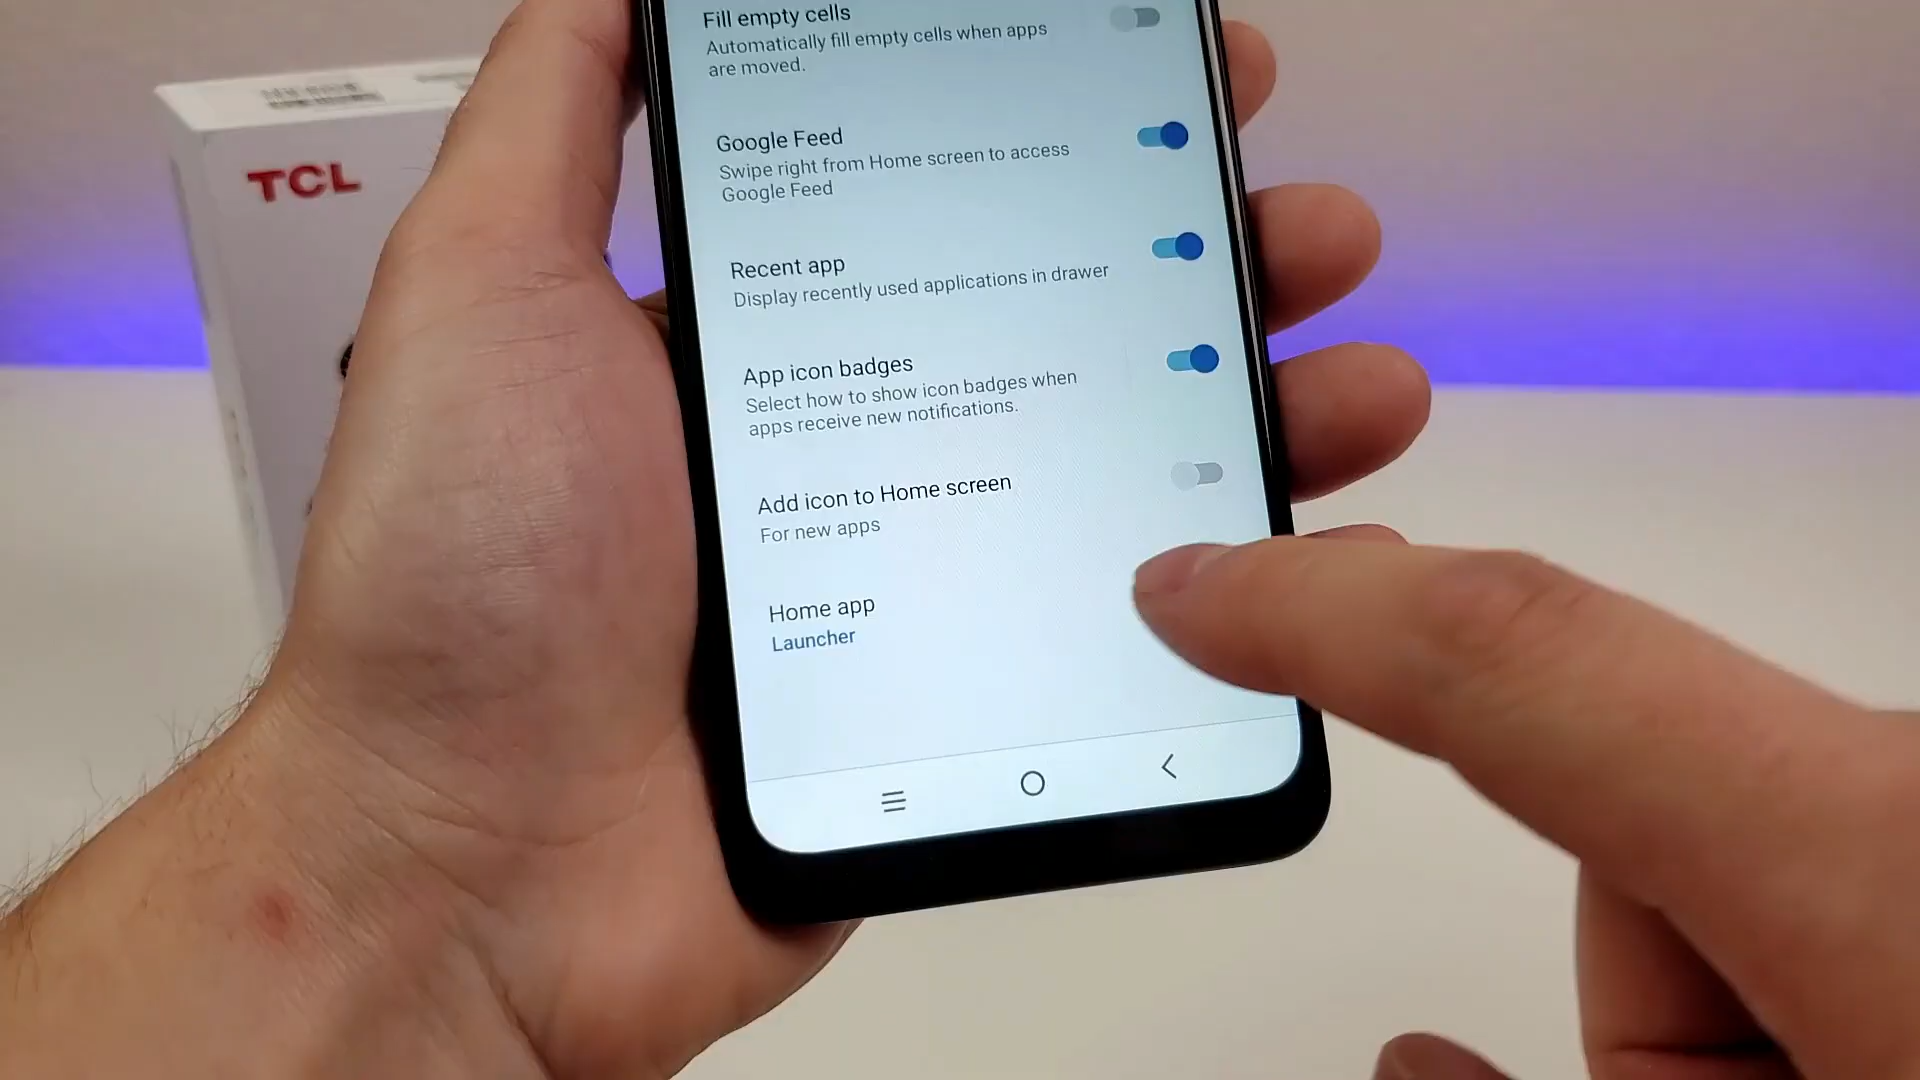 Fill empty cells
Automatically fill empty cells when apps
are moved.
TCL
Google Feed
Swipe right from Home screen to access
Google Feed
Recent app
Display recently used applications in drawer
App icon badges
Select how to show icon badges when
apps receive new notifications.
Add icon to Home screen
For new apps
Home app
Launcher